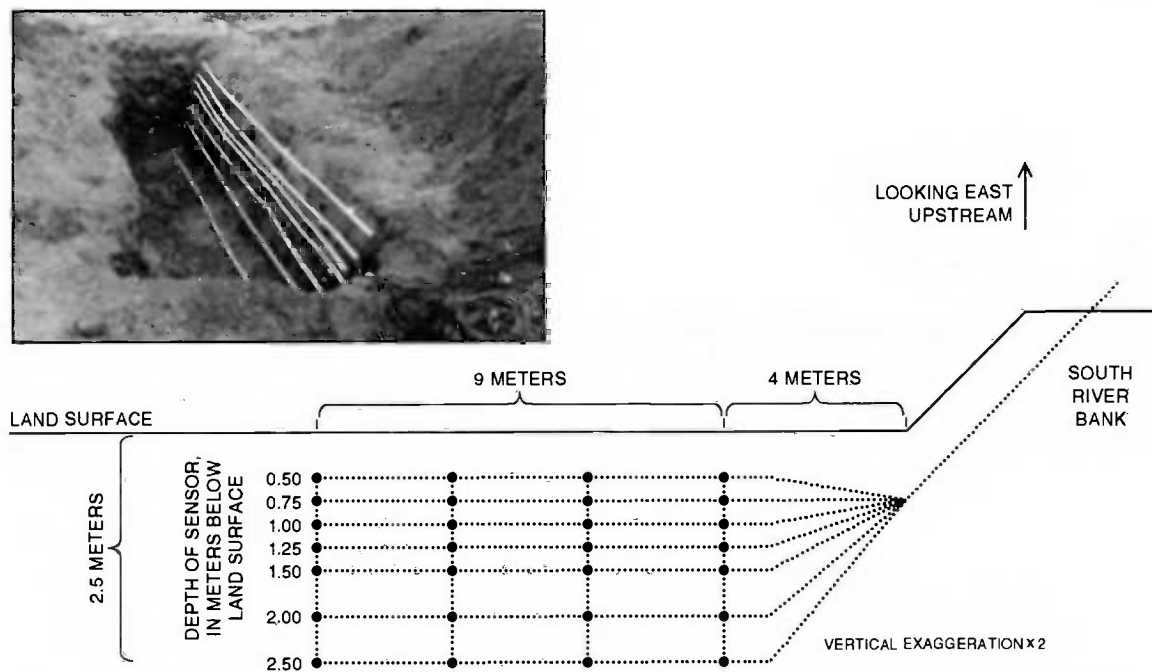 LOOKING EAST
UPSTREAM
9 METERS
4 METERS
SOUTH
RIVER
BANK
LAND SURFACE
2.5 METERS
DEPTH OF SENSOR,
IN METERS BELOW
LAND SURFACE
0.50
0.75
1.00
1.25
1.50
2.00
2.50
VERTICAL EXAGGERATION x 2